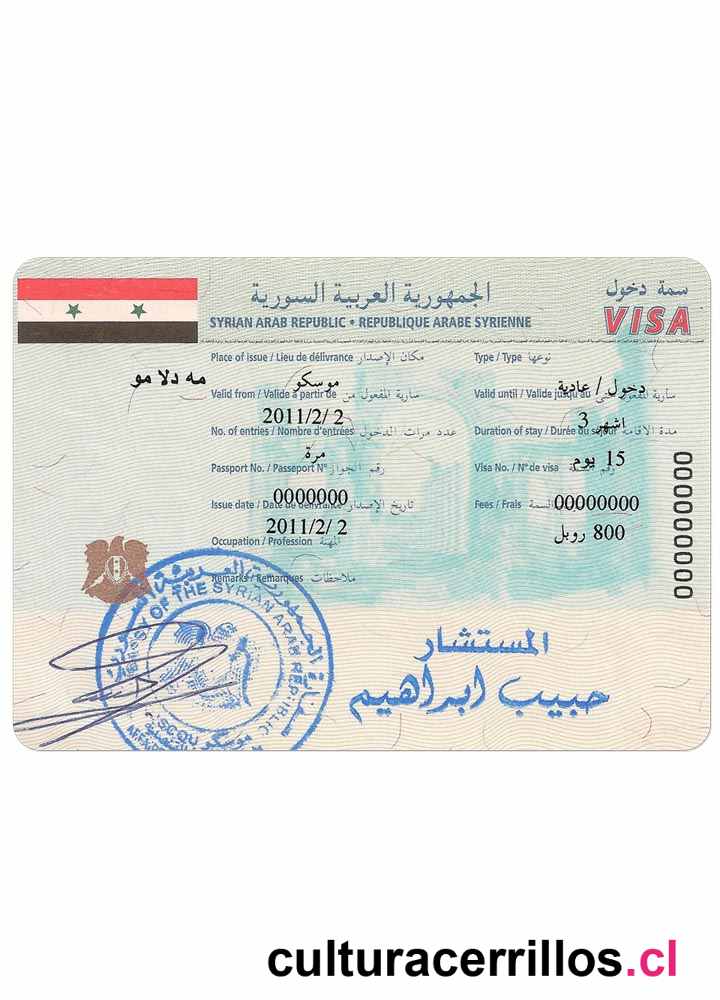 الجمهورية العربية السورية
سمة دخول
SYRIAN ARAB REPUBLIC • REPUBLIQUE ARABE SYRIENNE
VISA
Place of issue / Lieu de délivrance مكان الإصدار
Type / Type نوعها
مه دلا مو
موسكو
دخول / عادية
Valid from / Valide à partir de سارية المفعول من
Valid until / Valide jusqu'au سارية المفعول
2011/2/ 2
3 اشهر
No. of entries / Nombre d'entrées عدد مرات الدخول
Duration of stay / Durée du séjour مدة الاقامة
مرة
15 يوم
Passport No. / Passeport N° رقم الجواز
Visa No. / N° de visa رقم
0000000
00000000
Issue date / Date de délivrance تاريخ الإصدار
Fees / Frais
2011/2/ 2
800 روبل
000000000
Occupation / Profession المهنة
Remarks / Remarques ملاحظات
OF THE SYRIAN ARAB REPUBLIC
موسكو
المستشار
حبيب ابراهيم
culturacerrillos.cl